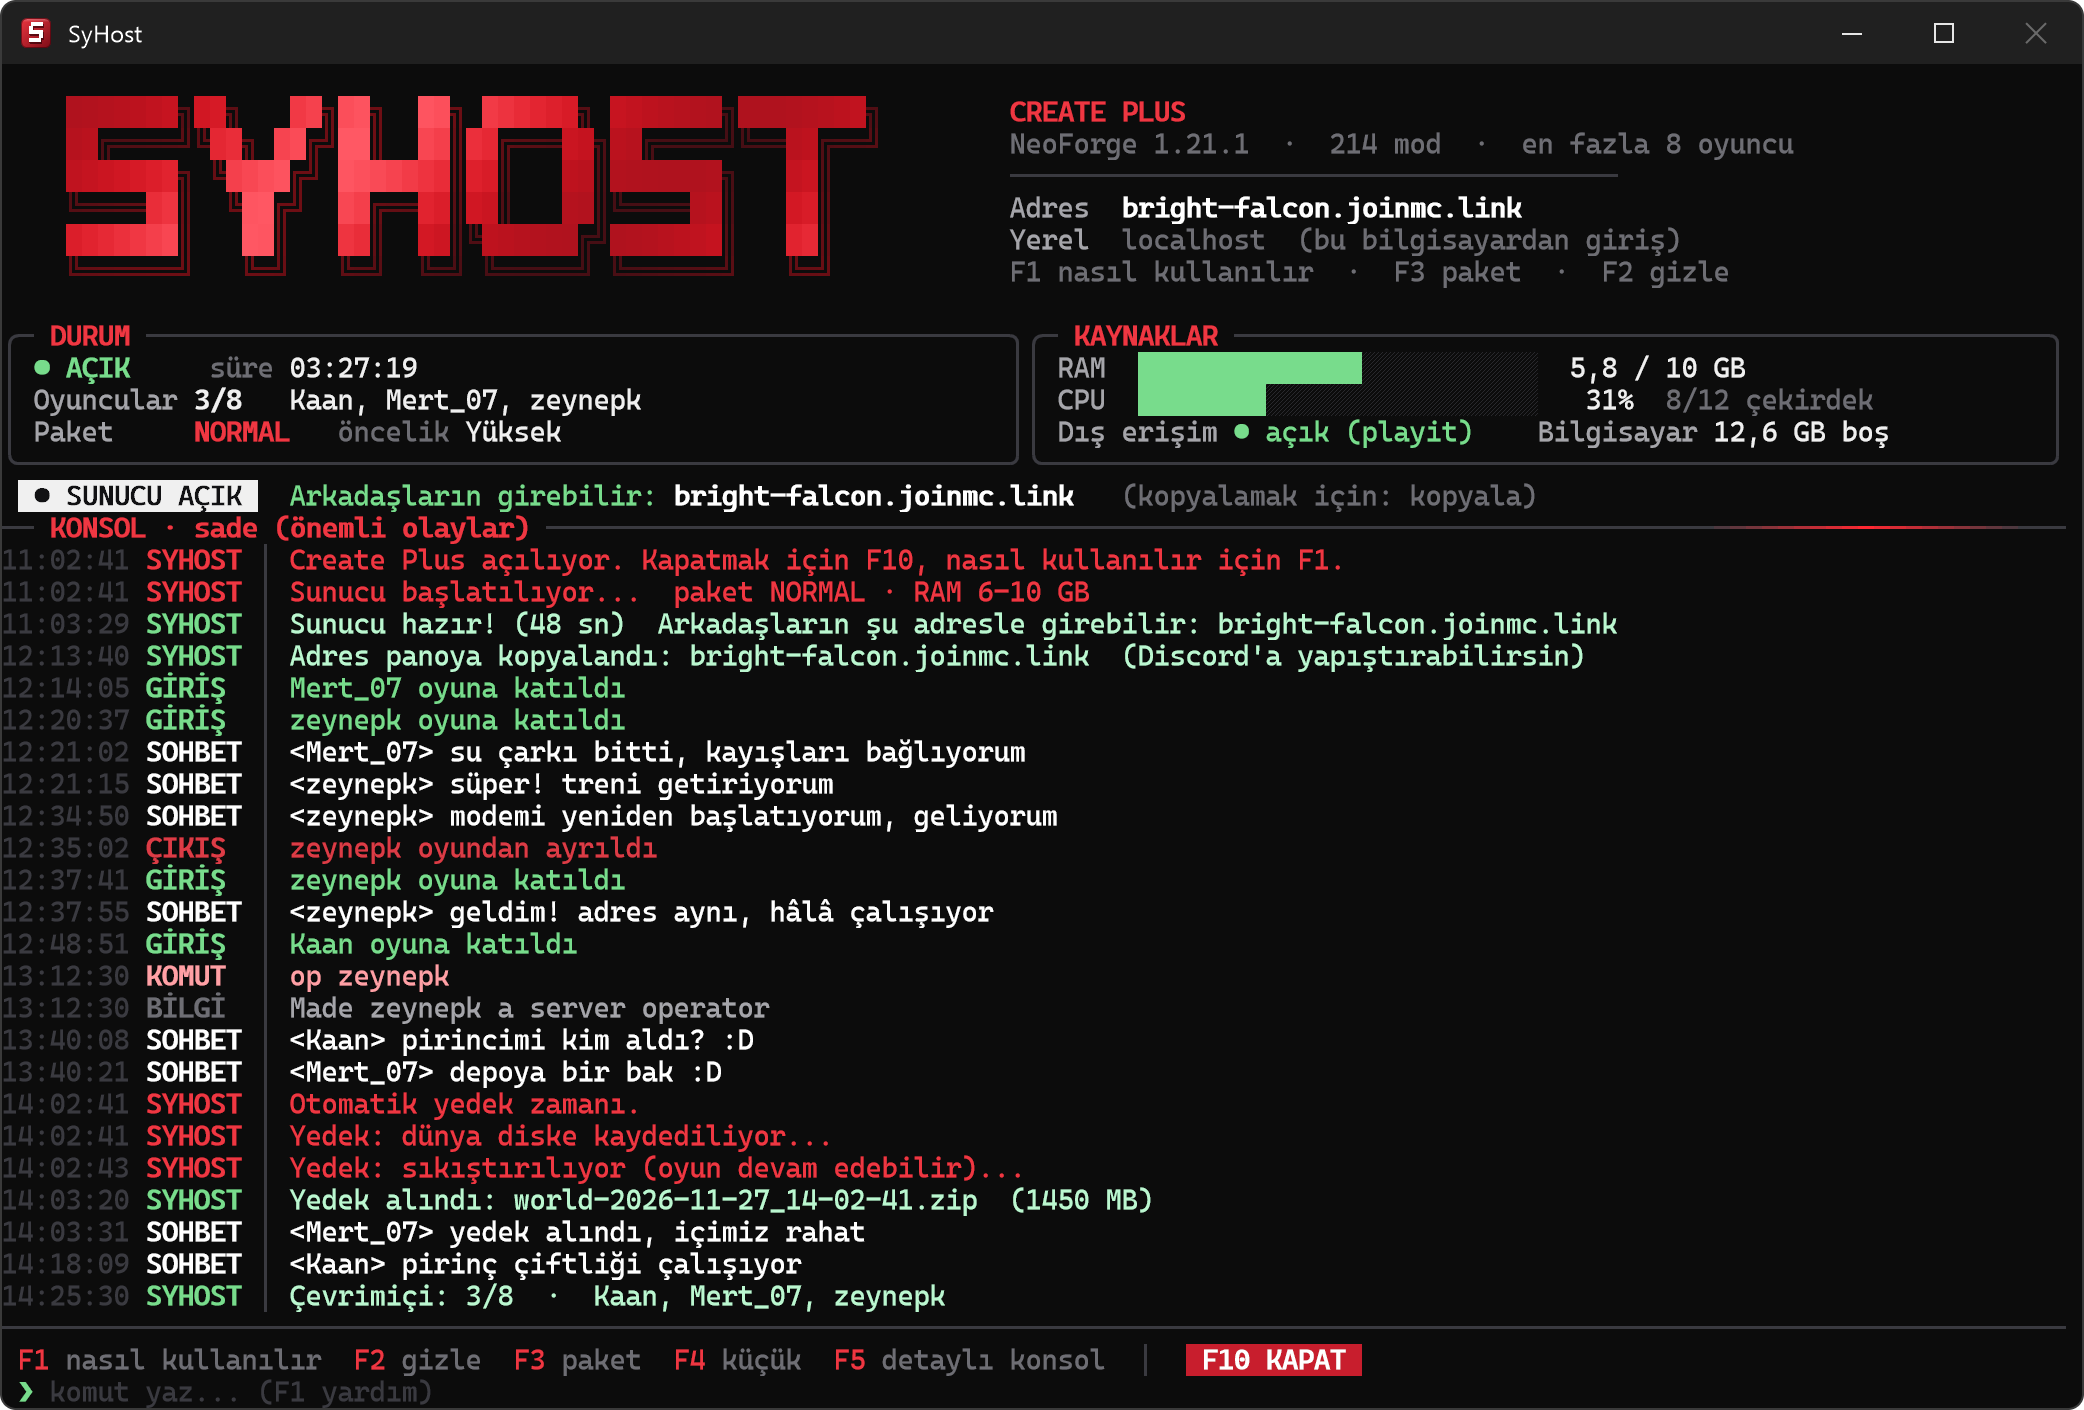 SyHost
SYHOST
CREATE PLUS
NeoForge 1.21.1 · 214 mod · en fazla 8 oyuncu
Adres bright-falcon.joinmc.link
Yerel localhost (bu bilgisayardan giriş)
F1 nasıl kullanılır · F3 paket · F2 gizle
DURUM
● AÇIK süre 03:27:19
Oyuncular 3/8 Kaan, Mert_07, zeynepk
Paket NORMAL öncelik Yüksek
KAYNAKLAR
RAM 5,8 / 10 GB
CPU 31% 8/12 çekirdek
Dış erişim ● açık (playit) Bilgisayar 12,6 GB boş
● SUNUCU AÇIK Arkadaşların girebilir: bright-falcon.joinmc.link (kopyalamak için: kopyala)
KONSOL · sade (önemli olaylar)
11:02:41 SYHOST Create Plus açılıyor. Kapatmak için F10, nasıl kullanılır için F1.
11:02:41 SYHOST Sunucu başlatılıyor... paket NORMAL · RAM 6-10 GB
11:03:29 SYHOST Sunucu hazır! (48 sn) Arkadaşların şu adresle girebilir: bright-falcon.joinmc.link
12:13:40 SYHOST Adres panoya kopyalandı: bright-falcon.joinmc.link (Discord'a yapıştırabilirsin)
12:14:05 GİRİŞ Mert_07 oyuna katıldı
12:20:37 GİRİŞ zeynepk oyuna katıldı
12:21:02 SOHBET <Mert_07> su çarkı bitti, kayışları bağlıyorum
12:21:15 SOHBET <zeynepk> süper! treni getiriyorum
12:34:50 SOHBET <zeynepk> modemi yeniden başlatıyorum, geliyorum
12:35:02 ÇIKIŞ zeynepk oyundan ayrıldı
12:37:41 GİRİŞ zeynepk oyuna katıldı
12:37:55 SOHBET <zeynepk> geldim! adres aynı, hâlâ çalışıyor
12:48:51 GİRİŞ Kaan oyuna katıldı
13:12:30 KOMUT op zeynepk
13:12:30 BİLGİ Made zeynepk a server operator
13:40:08 SOHBET <Kaan> pirincimi kim aldı? :D
13:40:21 SOHBET <Mert_07> depoya bir bak :D
14:02:41 SYHOST Otomatik yedek zamanı.
14:02:41 SYHOST Yedek: dünya diske kaydediliyor...
14:02:43 SYHOST Yedek: sıkıştırılıyor (oyun devam edebilir)...
14:03:20 SYHOST Yedek alındı: world-2026-11-27_14-02-41.zip (1450 MB)
14:03:31 SOHBET <Mert_07> yedek alındı, içimiz rahat
14:18:09 SOHBET <Kaan> pirinç çiftliği çalışıyor
14:25:30 SYHOST Çevrimiçi: 3/8 · Kaan, Mert_07, zeynepk
F1 nasıl kullanılır F2 gizle F3 paket F4 küçük F5 detaylı konsol │ F10 KAPAT
❯ komut yaz... (F1 yardım)